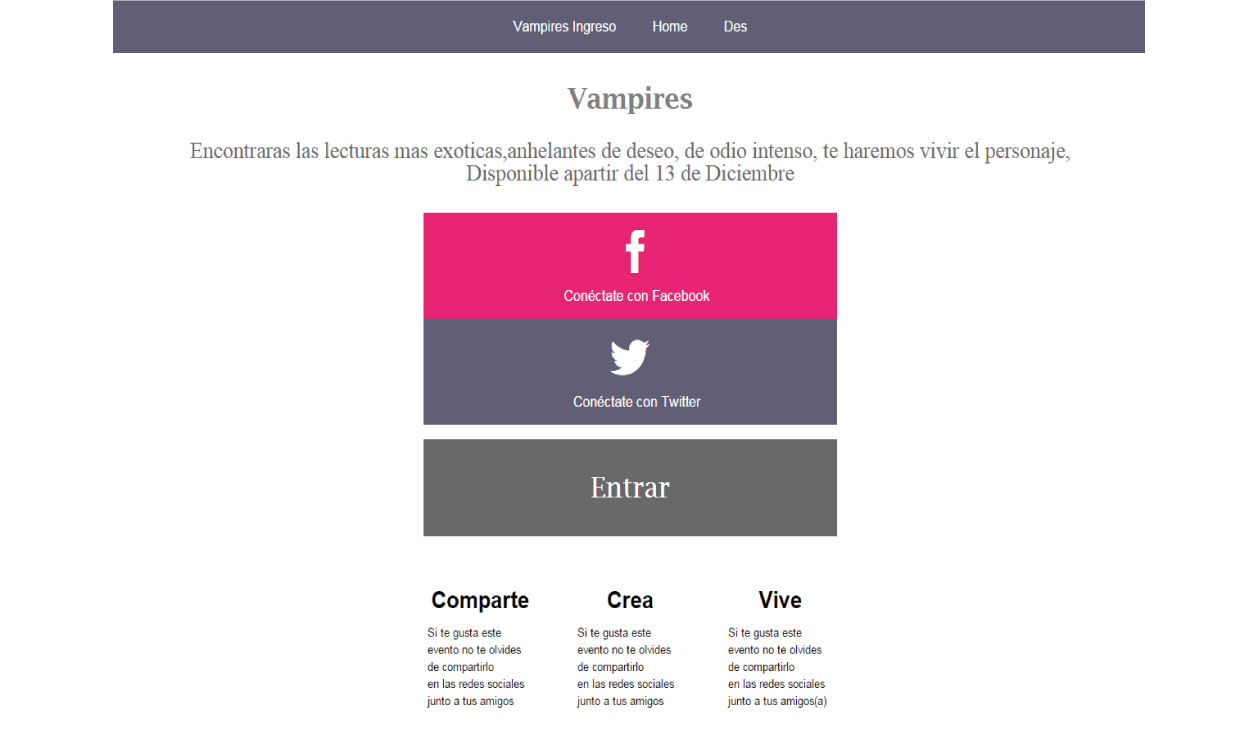 Vampires Ingreso Home Des
Vampires
Encontraras las lecturas mas exoticas,anhelantes de deseo, de odio intenso, te haremos vivir el personaje,
Disponible apartir del 13 de Diciembre
Conéctate con Facebook
Conéctate con Twitter
Entrar
Comparte
Si te gusta este
evento no te olvides
de compartirlo
en las redes sociales
junto a tus amigos
Crea
Si te gusta este
evento no te olvides
de compartirlo
en las redes sociales
junto a tus amigos
Vive
Si te gusta este
evento no te olvides
de compartirlo
en las redes sociales
junto a tus amigos(a)